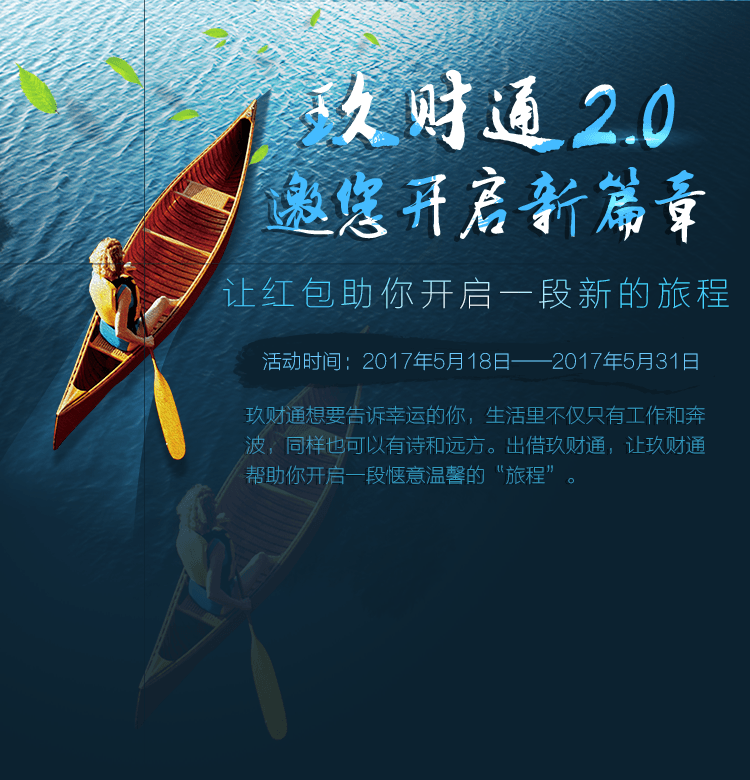 玖财通2.0
邀您开启新篇章
让红包助你开启一段新的旅程
活动时间：2017年5月18日——2017年5月31日
玖财通想要告诉幸运的你，生活里不仅只有工作和奔
波，同样也可以有诗和远方。出借玖财通，让玖财通
帮助你开启一段惬意温馨的“旅程”。